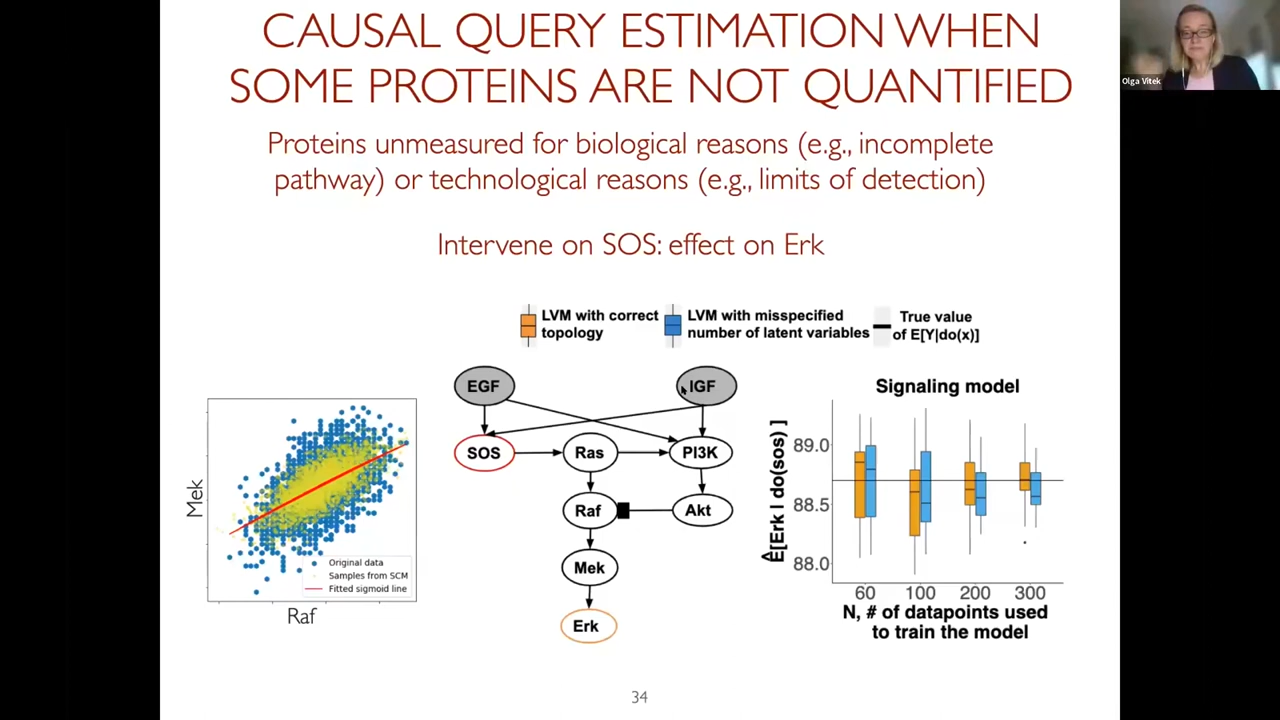 CAUSAL QUERY ESTIMATION WHEN
SOME PROTEINS ARE NOT QUANTIFIED
Olga Vitek
Proteins unmeasured for biological reasons (e.g., incomplete
pathway) or technological reasons (e.g., limits of detection)
Intervene on SOS: effect on Erk
LVM with correct
topology
LVM with misspecified
number of latent variables
True value
of E[Y|do(x)]
Mek
Original data
Samples from SCM
Fitted sigmoid line
Raf
EGF
IGF
SOS
Ras
PI3K
Raf
Akt
Mek
Erk
Signaling model
Ê[Erk | do(sos) ]
89.0
88.5
88.0
60 100 200 300
N, # of datapoints used
to train the model
34